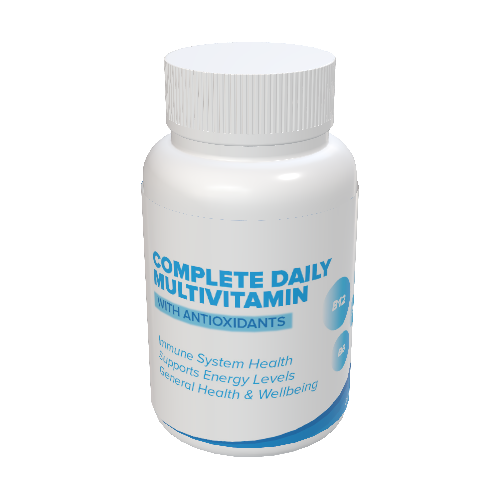 COMPLETE DAILY
MULTIVITAMIN
WITH ANTIOXIDANTS
B12
Immune System Health
Supports Energy Levels
General Health & Wellbeing